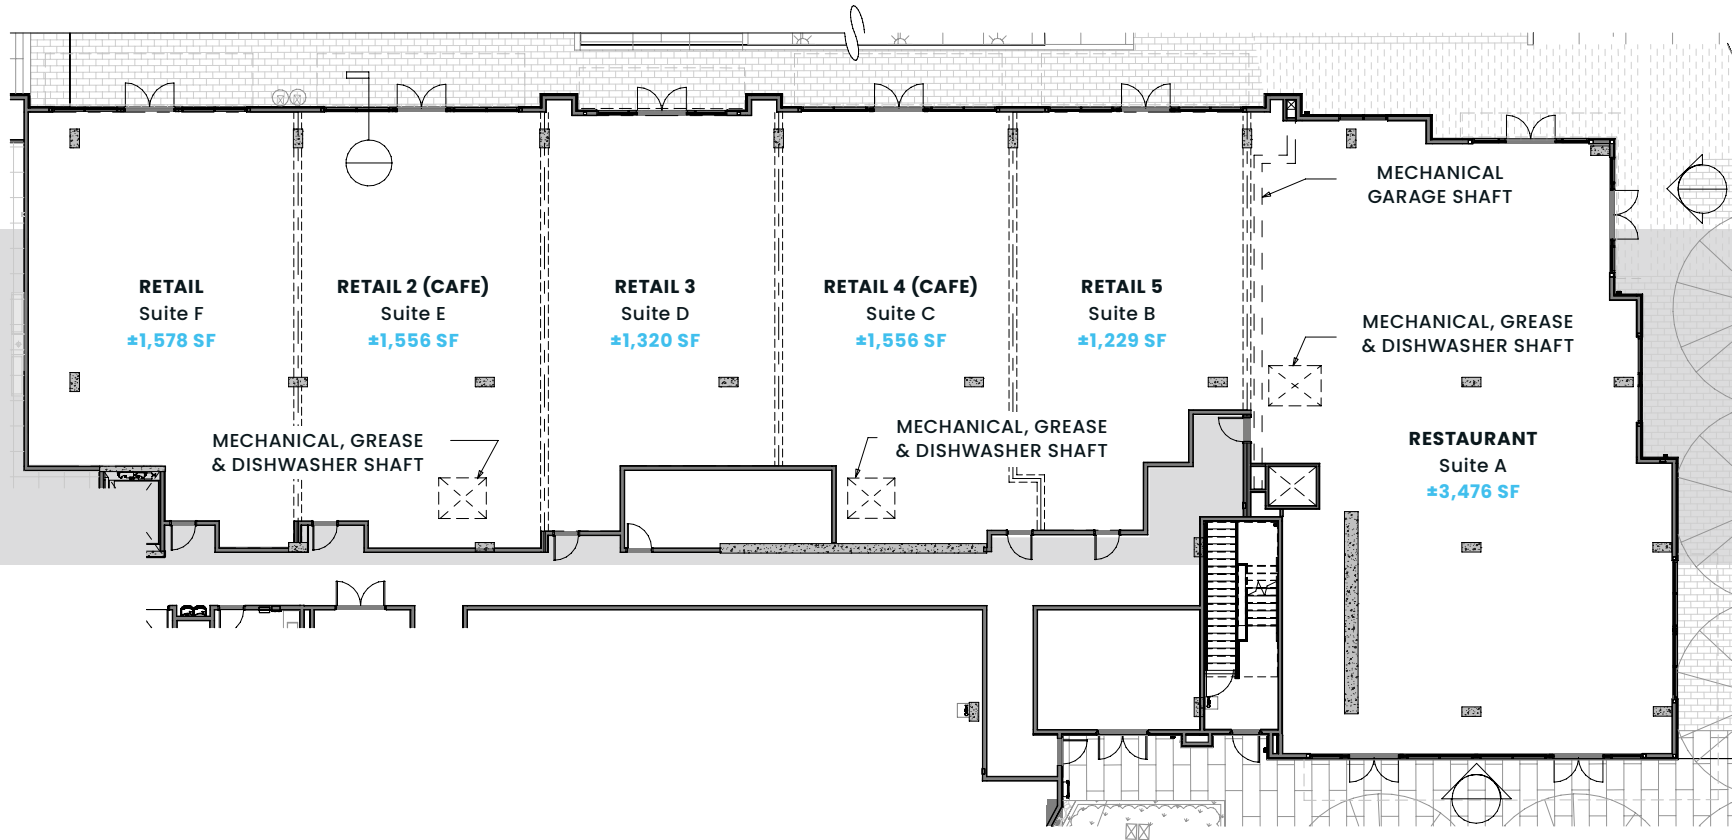 MECHANICAL
GARAGE SHAFT
RETAIL
Suite F
±1,578 SF
RETAIL 2 (CAFE)
Suite E
±1,556 SF
RETAIL 3
Suite D
±1,320 SF
RETAIL 4 (CAFE)
Suite C
±1,556 SF
RETAIL 5
Suite B
±1,229 SF
MECHANICAL, GREASE
& DISHWASHER SHAFT
MECHANICAL, GREASE
& DISHWASHER SHAFT
MECHANICAL, GREASE
& DISHWASHER SHAFT
RESTAURANT
Suite A
±3,476 SF